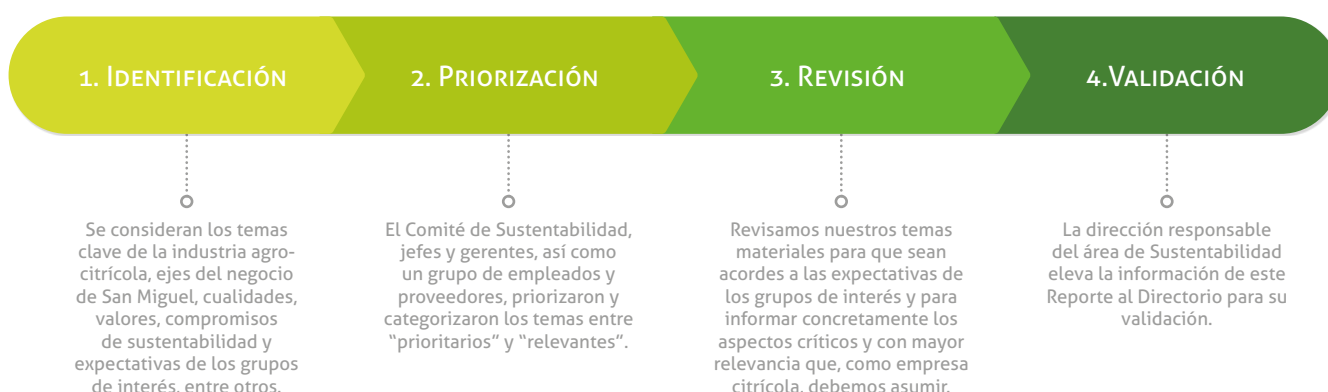 1. Identificación
2. Priorización
3. Revisión
4.Validación
Se consideran los temas
clave de la industria agro-
citrícola, ejes del negocio
de San Miguel, cualidades,
valores, compromisos
de sustentabilidad y
expectativas de los grupos
de interés, entre otros.
El Comité de Sustentabilidad,
jefes y gerentes, así como
un grupo de empleados y
proveedores, priorizaron y
categorizaron los temas entre
“prioritarios” y “relevantes”.
Revisamos nuestros temas
materiales para que sean
acordes a las expectativas de
los grupos de interés y para
informar concretamente los
aspectos críticos y con mayor
relevancia que, como empresa
citrícola, debemos asumir.
La dirección responsable
del área de Sustentabilidad
eleva la información de este
Reporte al Directorio para su
validación.